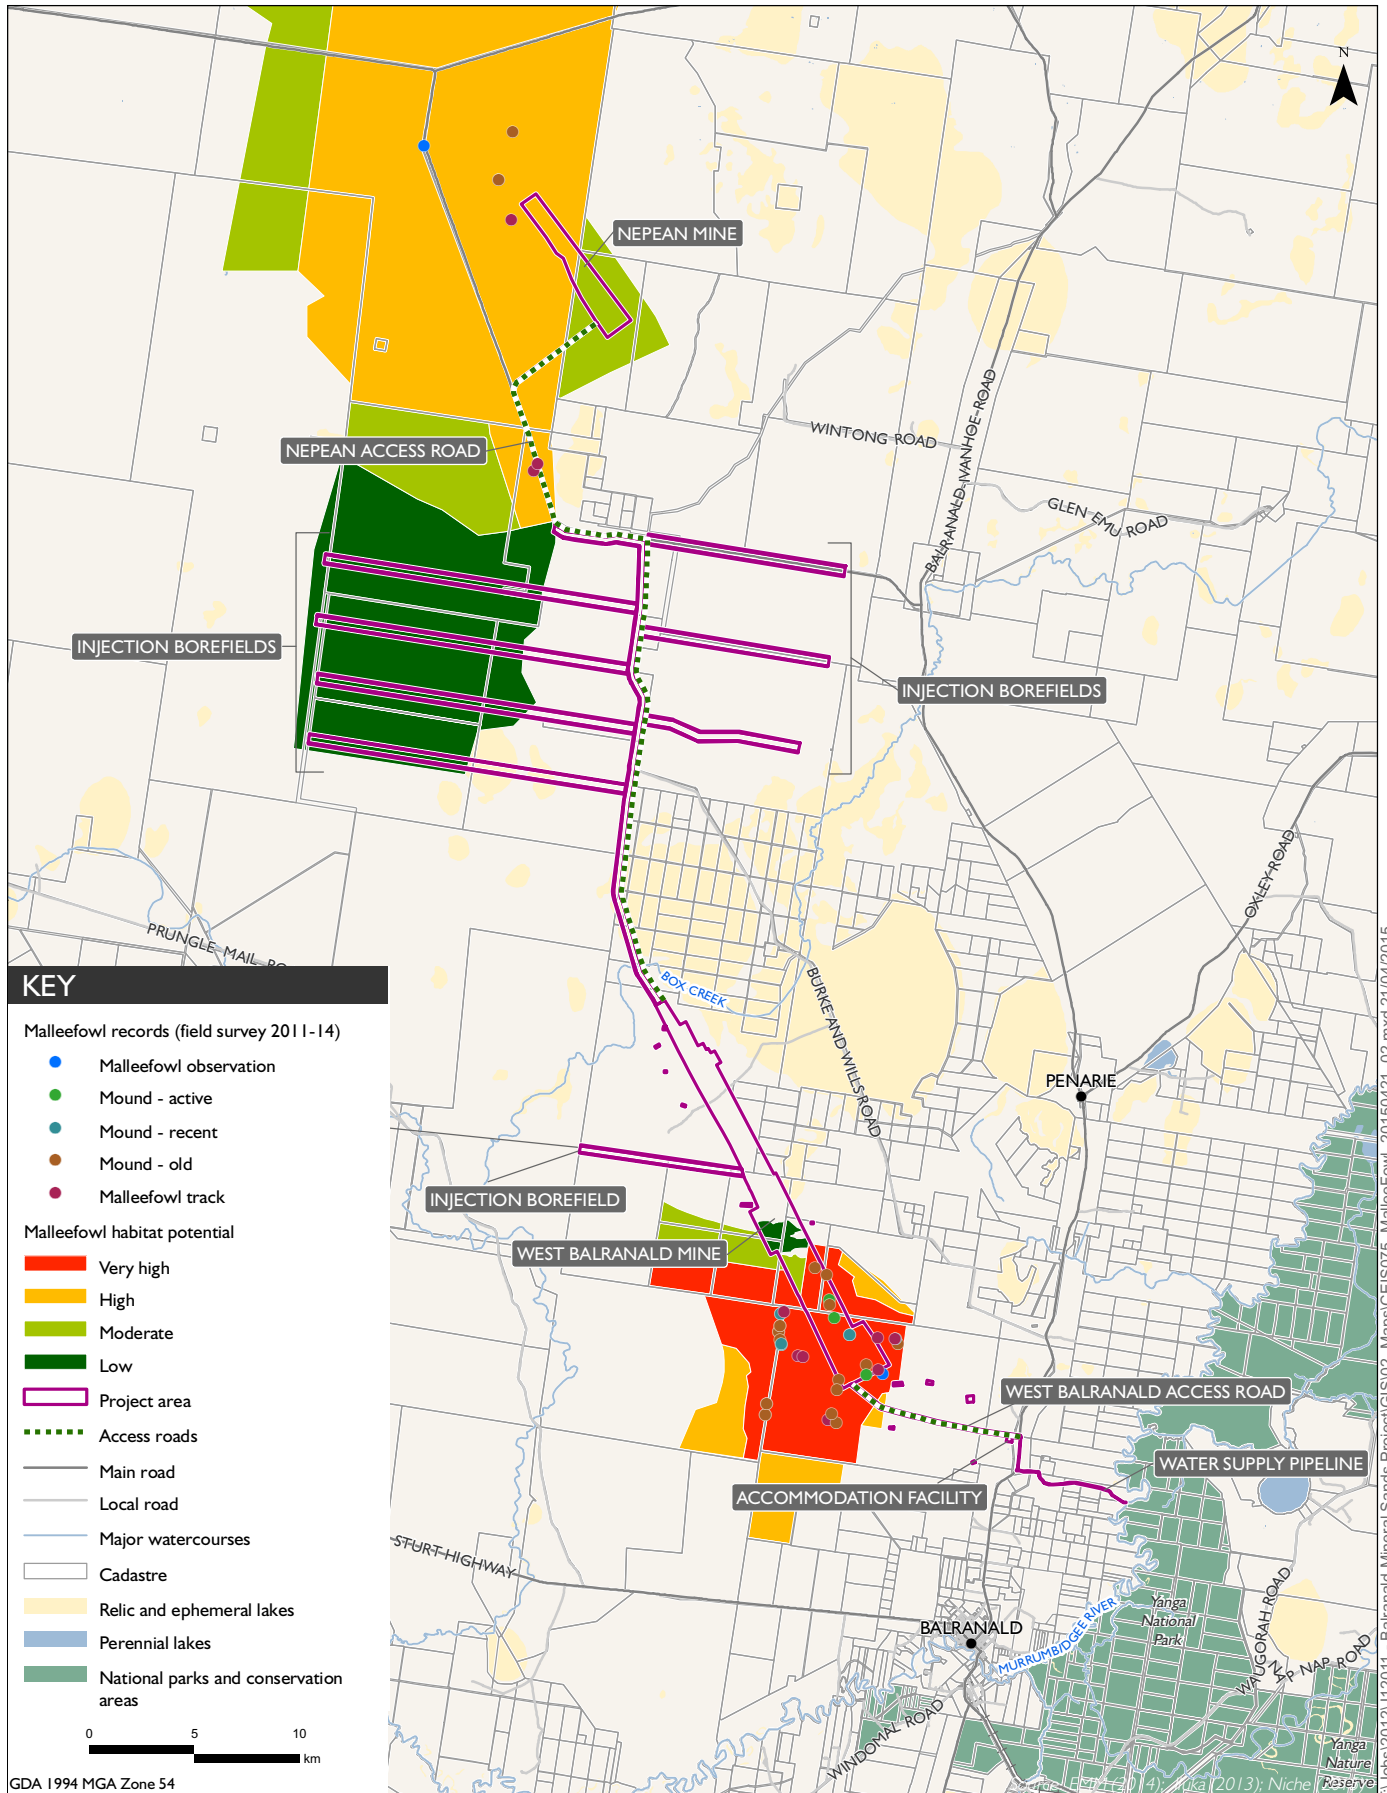 N
NEPEAN MINE
WINTONG ROAD
BALRANALD-IVANHOE-ROAD
NEPEAN ACCESS ROAD
GLEN EMU ROAD
INJECTION BOREFIELDS
INJECTION BOREFIELDS
OXLEY ROAD
PRUNGLE MAIL
BOX CREEK
BURKE AND WILLS ROAD
PENARIE
INJECTION BOREFIELD
WEST BALRANALD MINE
WEST BALRANALD ACCESS ROAD
WATER SUPPLY PIPELINE
ACCOMMODATION FACILITY
STURT HIGHWAY
BALRANALD
MURRUMBIDGEE RIVER
Yanga
National
Park
WAUGORAH ROAD
NAP NAP ROAD
WINDOMAL ROAD
Yanga
Nature
Reserve
KEY
Malleefowl records (field survey 2011-14)
Malleefowl observation
Mound - active
Mound - recent
Mound - old
Malleefowl track
Malleefowl habitat potential
Very high
High
Moderate
Low
Project area
Access roads
Main road
Local road
Major watercourses
Cadastre
Relic and ephemeral lakes
Perennial lakes
National parks and conservation
areas
0 5 10
km
GDA 1994 MGA Zone 54
Source: EMM (2014); Iluka (2013); Niche